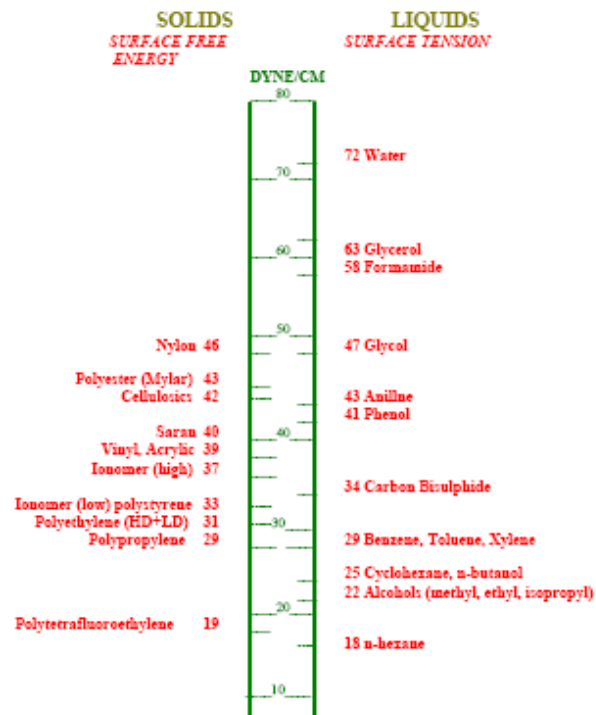 SOLIDS
LIQUIDS
SURFACE FREE
ENERGY
SURFACE TENSION
DYNE/CM
80
72 Water
70
63 Glycerol
60
58 Formamide
50
Nylon 46
47 Glycol
Polyester (Mylar) 43
Cellulosics 42
43 Aniline
41 Phenol
Saran 40
40
Vinyl, Acrylic 39
Ionomer (high) 37
34 Carbon Bisulphide
Ionomer (low) polystyrene 33
Polyethylene (HD+LD) 31
30
Polypropylene 29
29 Benzene, Toluene, Xylene
25 Cyclohexane, n-butanol
22 Alcohols (methyl, ethyl, isopropyl)
20
Polytetrafluoroethylene 19
18 n-hexane
10